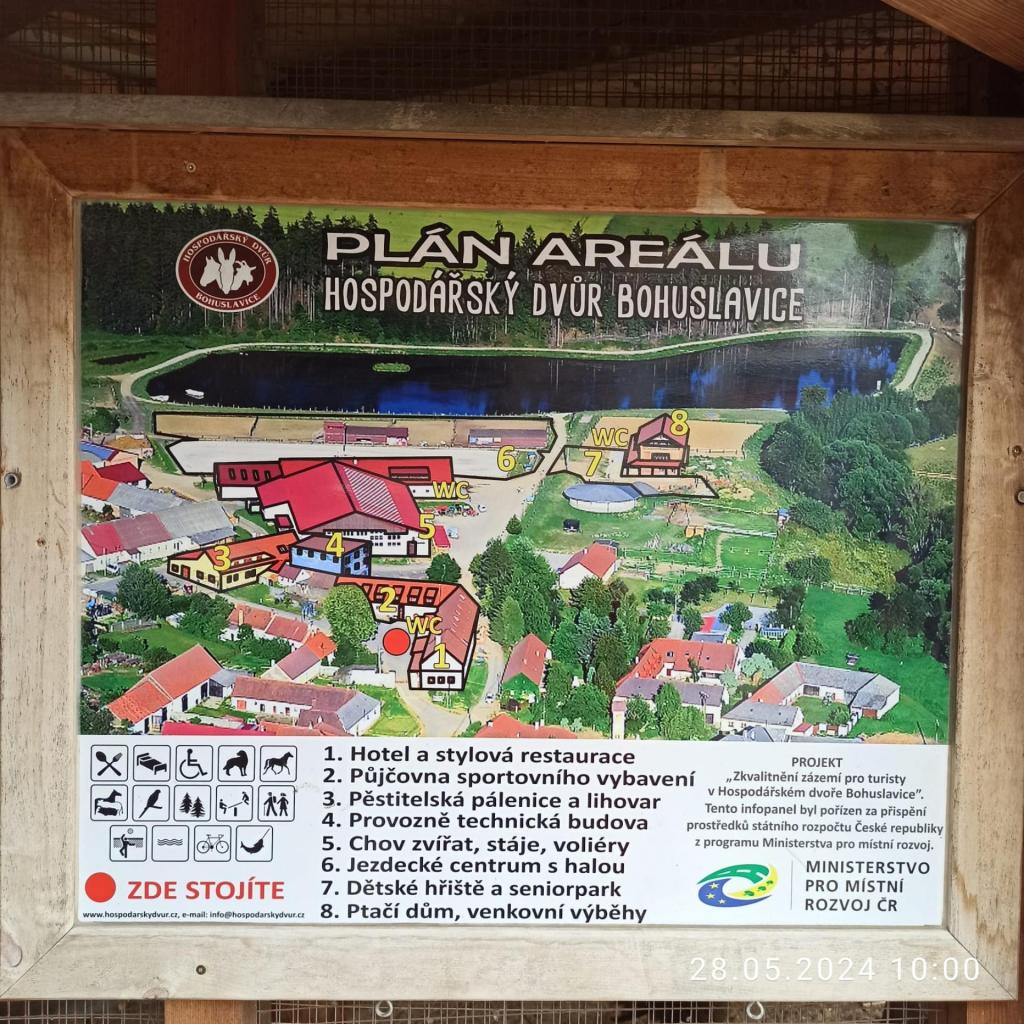 HOSPODÁŘSKÝ DVŮR
BOHUSLAVICE
PLÁN AREÁLU
HOSPODÁŘSKÝ DVŮR BOHUSLAVICE
8
WC
7
6
WC
5
4
3
2
WC
1
1. Hotel a stylová restaurace
2. Půjčovna sportovního vybavení
3. Pěstitelská pálenice a lihovar
4. Provozně technická budova
5. Chov zvířat, stáje, voliéry
6. Jezdecké centrum s halou
7. Dětské hřiště a seniorpark
8. Ptačí dům, venkovní výběhy
ZDE STOJÍTE
www.hospodarskydvur.cz, e-mail: info@hospodarskydvur.cz
PROJEKT
„Zkvalitnění zázemí pro turisty
v Hospodářském dvoře Bohuslavice".
Tento infopanel byl pořízen za přispění
prostředků státního rozpočtu České republiky
z programu Ministerstva pro místní rozvoj.
MINISTERSTVO
PRO MÍSTNÍ
ROZVOJ ČR
28.05.2024 10:00